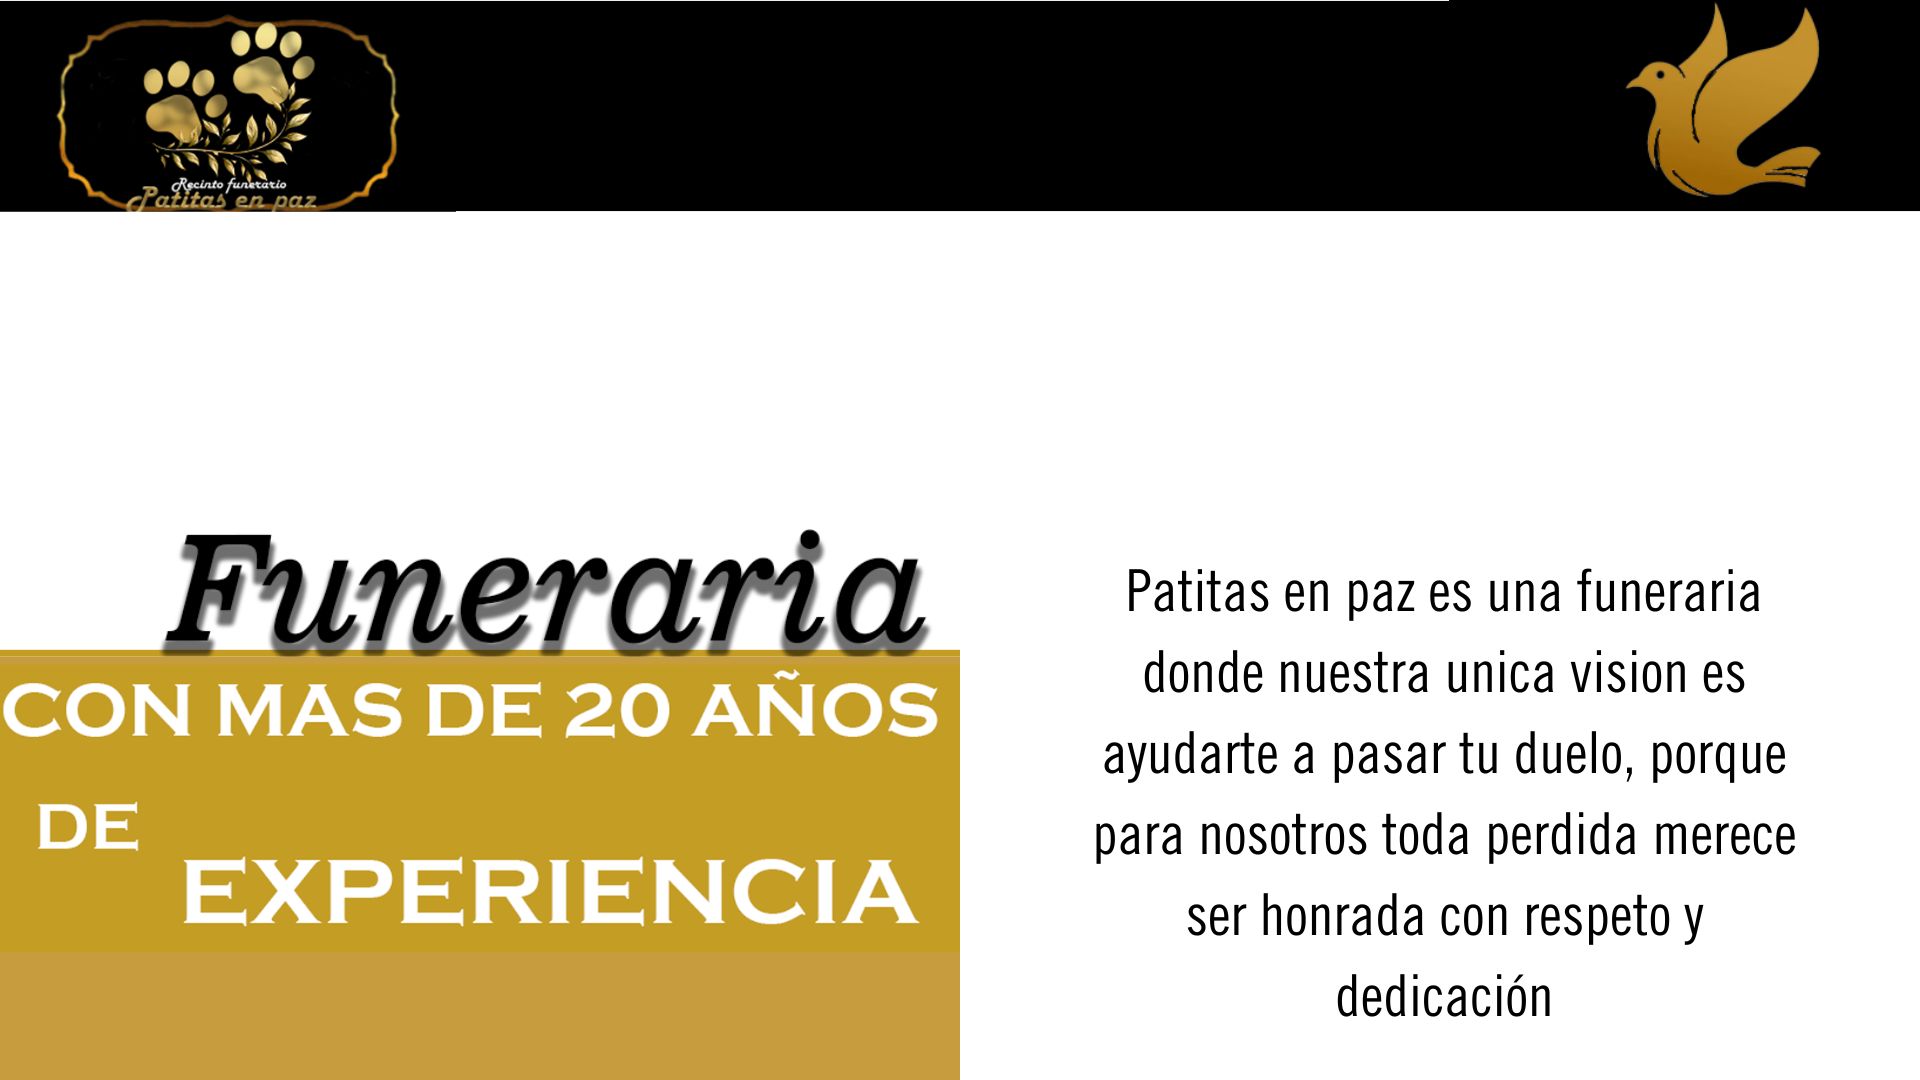 Recinto funerario
Patitas en paz
Funeraria
CON MAS DE 20 AÑOS
DE
EXPERIENCIA
Patitas en paz es una funeraria
donde nuestra unica vision es
ayudarte a pasar tu duelo, porque
para nosotros toda perdida merece
ser honrada con respeto y
dedicación